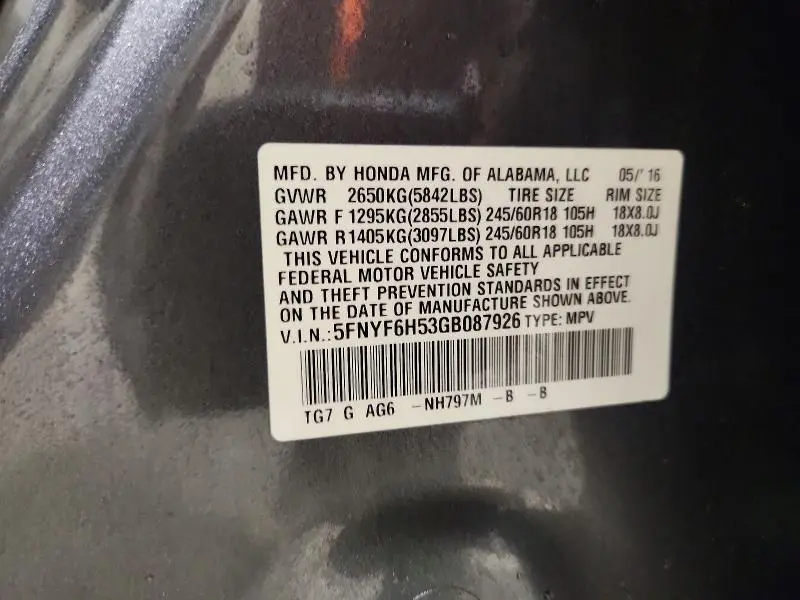 MFD. BY HONDA MFG. OF ALABAMA, LLC 05/'16
GVWR 2650KG(5842LBS) TIRE SIZE RIM SIZE
GAWR F 1295KG(2855LBS) 245/60R18 105H 18X8.0J
GAWR R 1405KG(3097LBS) 245/60R18 105H 18X8.0J
THIS VEHICLE CONFORMS TO ALL APPLICABLE
FEDERAL MOTOR VEHICLE SAFETY
AND THEFT PREVENTION STANDARDS IN EFFECT
ON THE DATE OF MANUFACTURE SHOWN ABOVE.
V.I.N.:5FNYF6H53GB087926 TYPE: MPV
TG7 G AG6 -NH797M -B -B